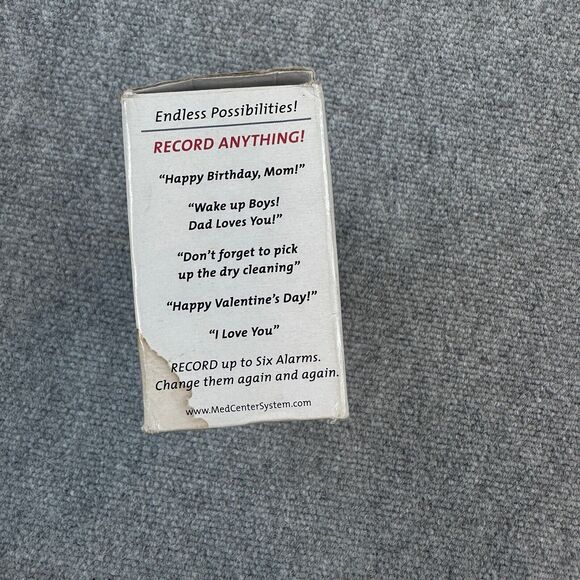 Endless Possibilities!
RECORD ANYTHING!
“Happy Birthday, Mom!”
“Wake up Boys!
Dad Loves You!”
“Don’t forget to pick
up the dry cleaning”
“Happy Valentine’s Day!”
“I Love You”
RECORD up to Six Alarms.
Change them again and again.
www.MedCenterSystem.com